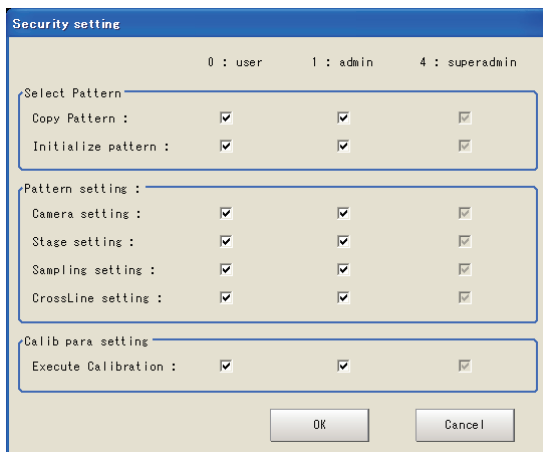 Security setting
0 : user 1 : admin 4 : superadmin
Select Pattern
Copy Pattern :
Initialize pattern :
Pattern setting :
Camera setting :
Stage setting :
Sampling setting :
CrossLine setting :
Calib para setting
Execute Calibration :
OK Cancel